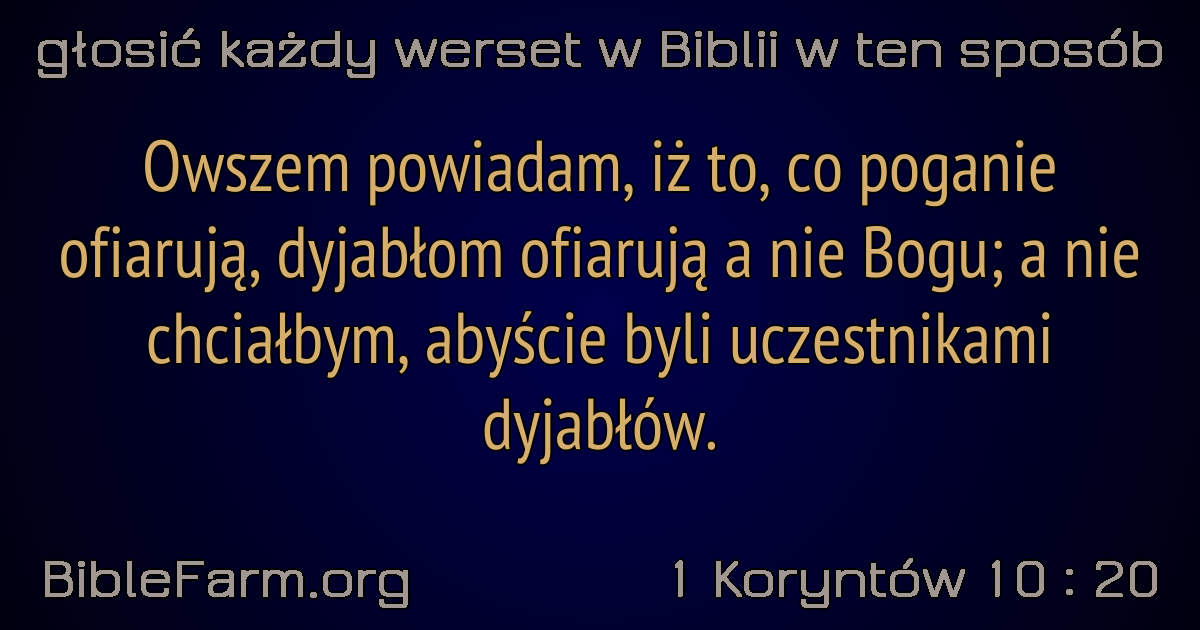 głosić każdy werset w Biblii w ten sposób
Owszem powiadam, iż to, co poganie
ofiarują, dyjabłom ofiarują a nie Bogu; a nie
chciałbym, abyście byli uczestnikami
dyjabłów.
BibleFarm.org
1 Koryntów 10 : 20